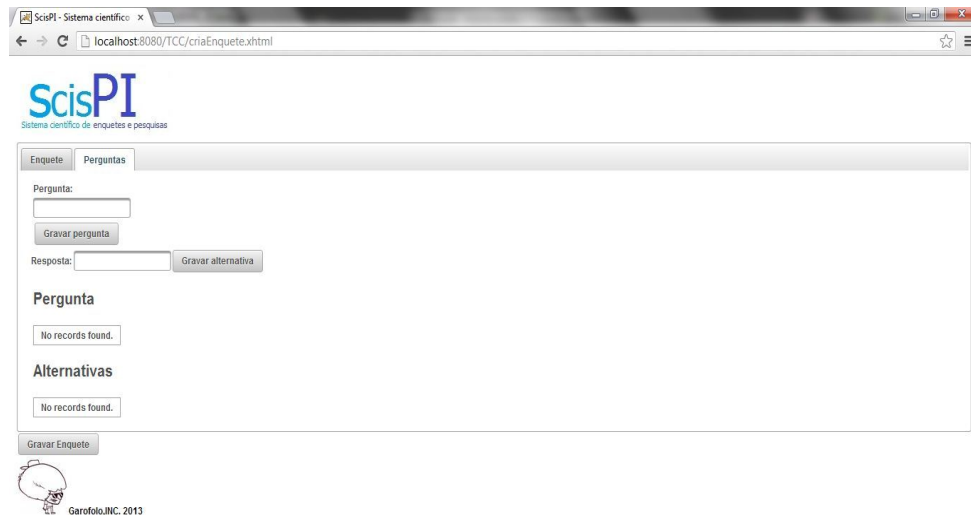 ScisPI - Sistema científico
localhost:8080/TCC/criaEnquete.xhtml
ScisPI
Sistema científico de enquetes e pesquisas
Enquete Perguntas
Pergunta:
Gravar pergunta
Resposta: Gravar alternativa
Pergunta
No records found.
Alternativas
No records found.
Gravar Enquete
Garofolo.INC. 2013